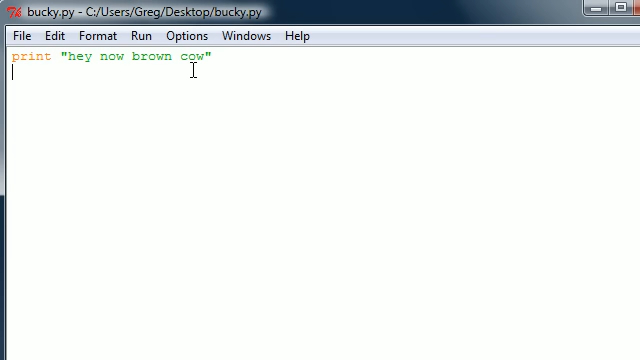 bucky.py - C:/Users/Greg/Desktop/bucky.py
File Edit Format Run Options Windows Help
print "hey now brown cow"